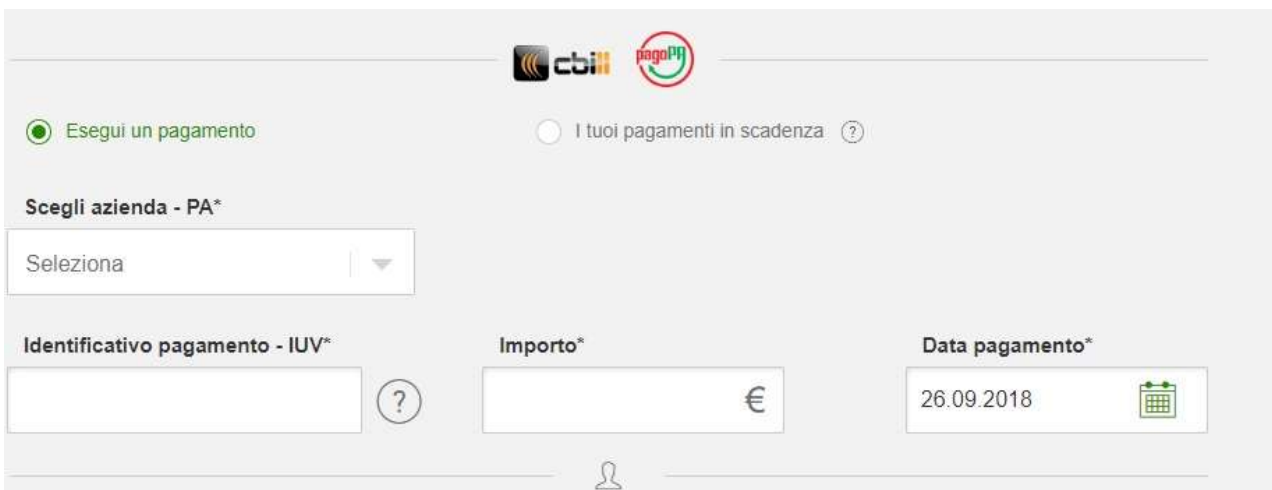 cbill pagoPA
Esegui un pagamento I tuoi pagamenti in scadenza ?
Scegli azienda - PA*
Seleziona
Identificativo pagamento - IUV* Importo* Data pagamento*
? € 26.09.2018